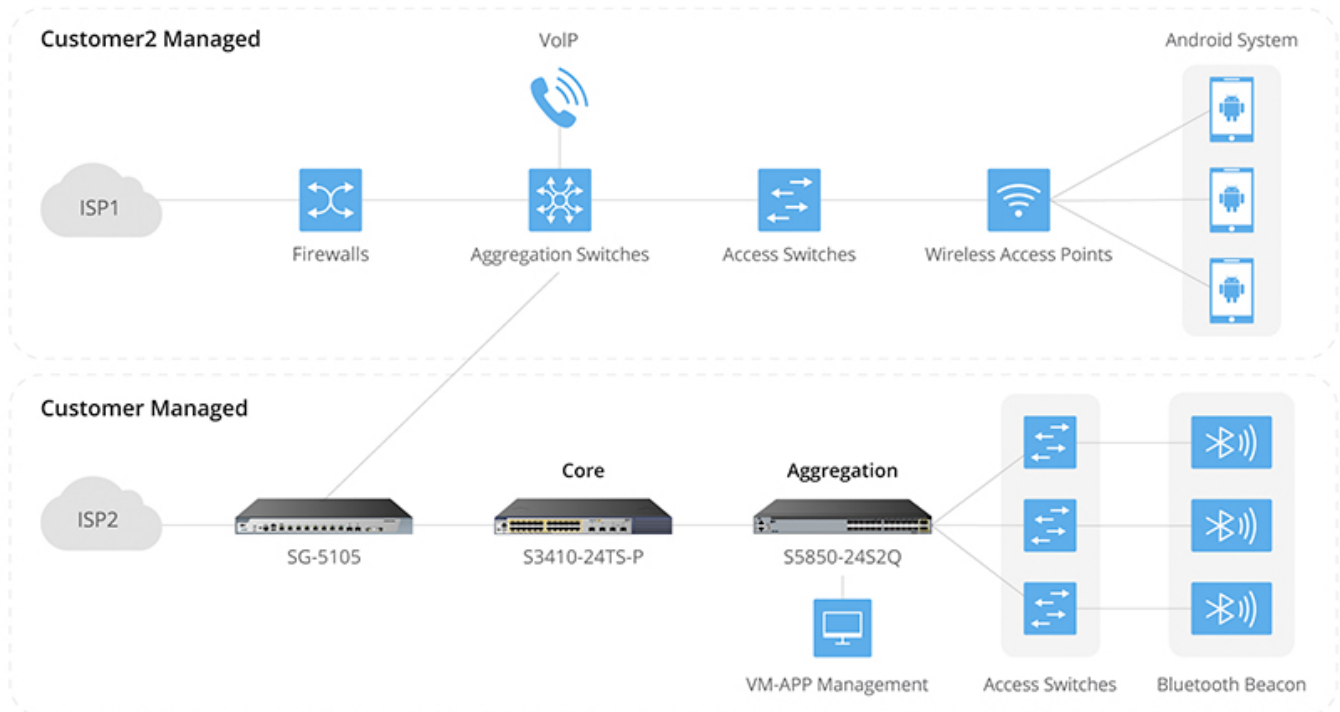 Customer2 Managed
VoIP
Android System
ISP1
Firewalls
Aggregation Switches
Access Switches
Wireless Access Points
Customer Managed
Core
Aggregation
ISP2
SG-5105
S3410-24TS-P
S5850-24S2Q
VM-APP Management
Access Switches
Bluetooth Beacon